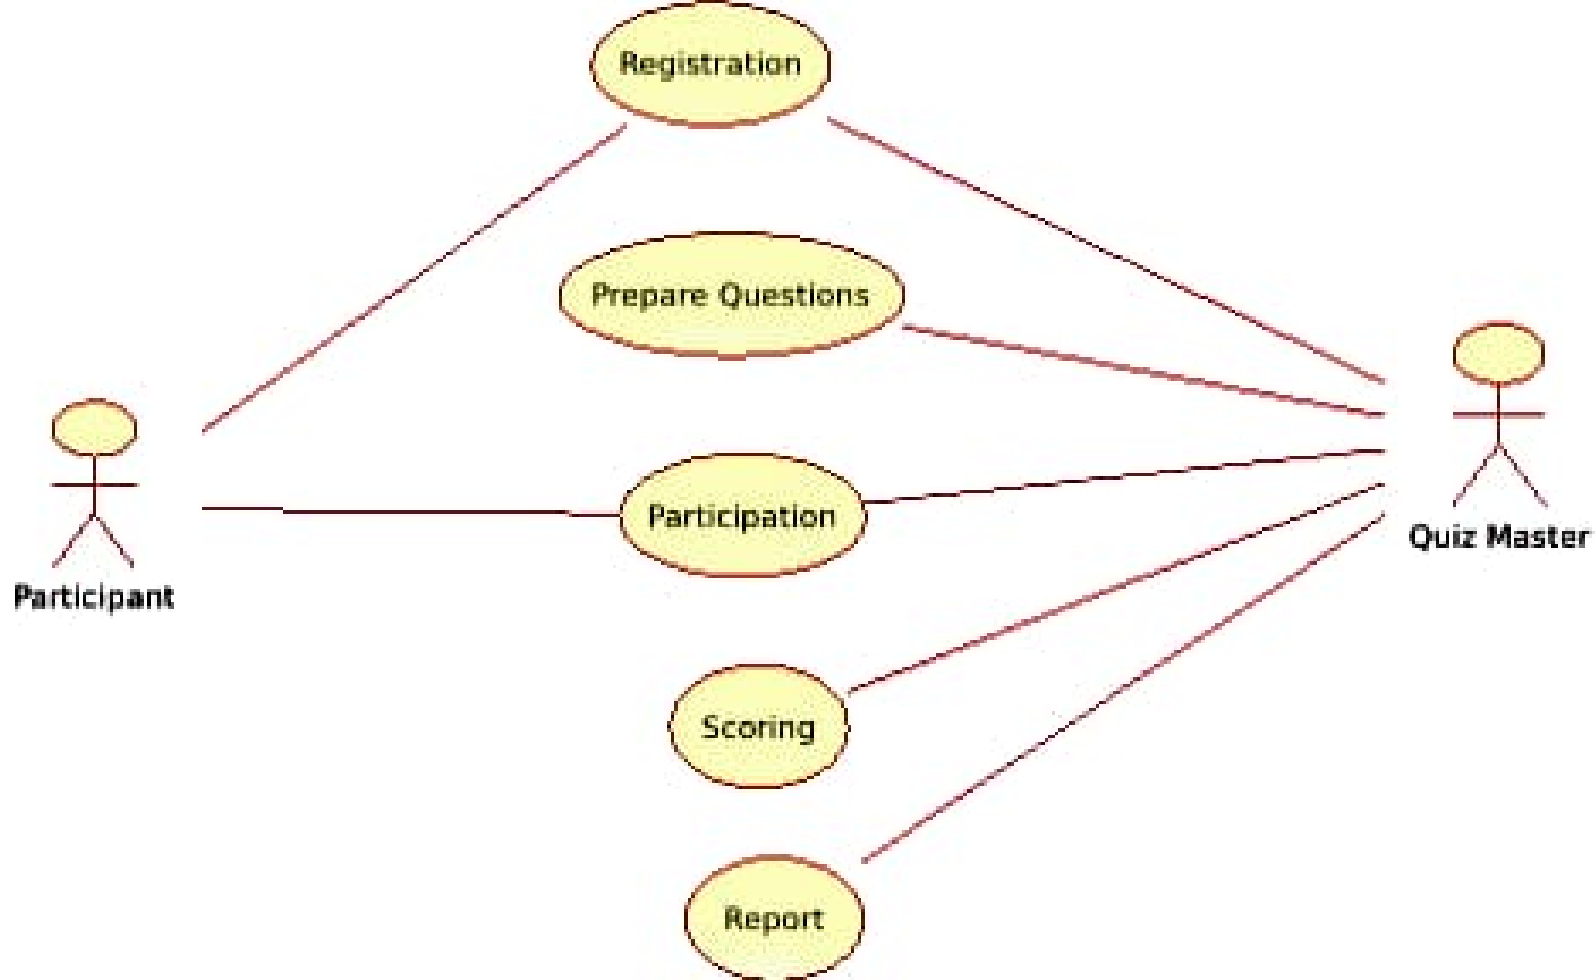 Registration
Prepare Questions
Participation
Quiz Master
Participant
Scoring
Report